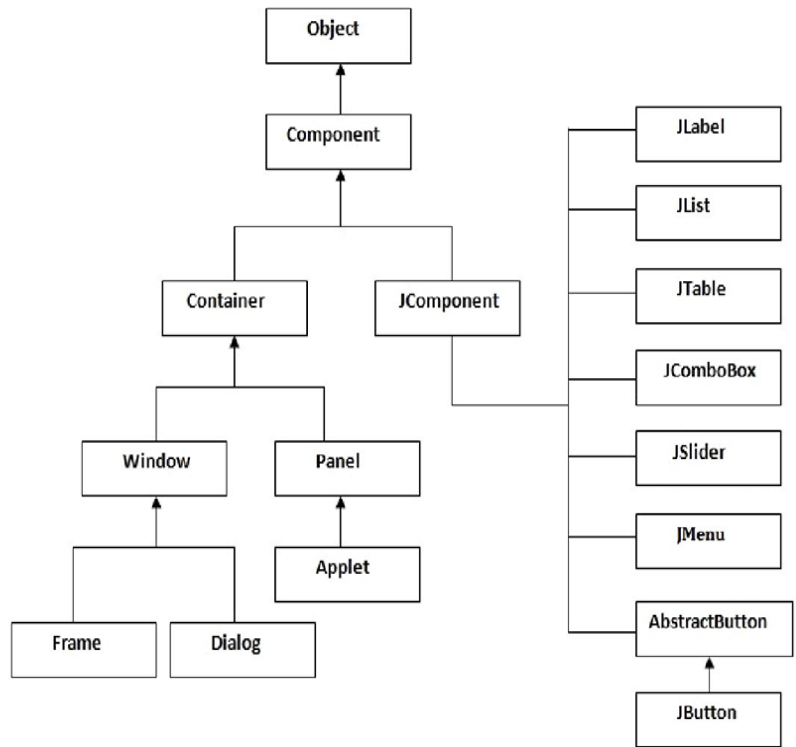 Object
Component
Container
JComponent
Window
Panel
Applet
Frame
Dialog
JLabel
JList
JTable
JComboBox
JSlider
JMenu
AbstractButton
JButton